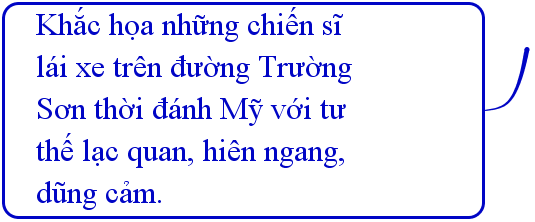 Khắc họa những chiến sĩ
lái xe trên đường Trường
Sơn thời đánh Mỹ với tư
thế lạc quan, hiên ngang,
dũng cảm.